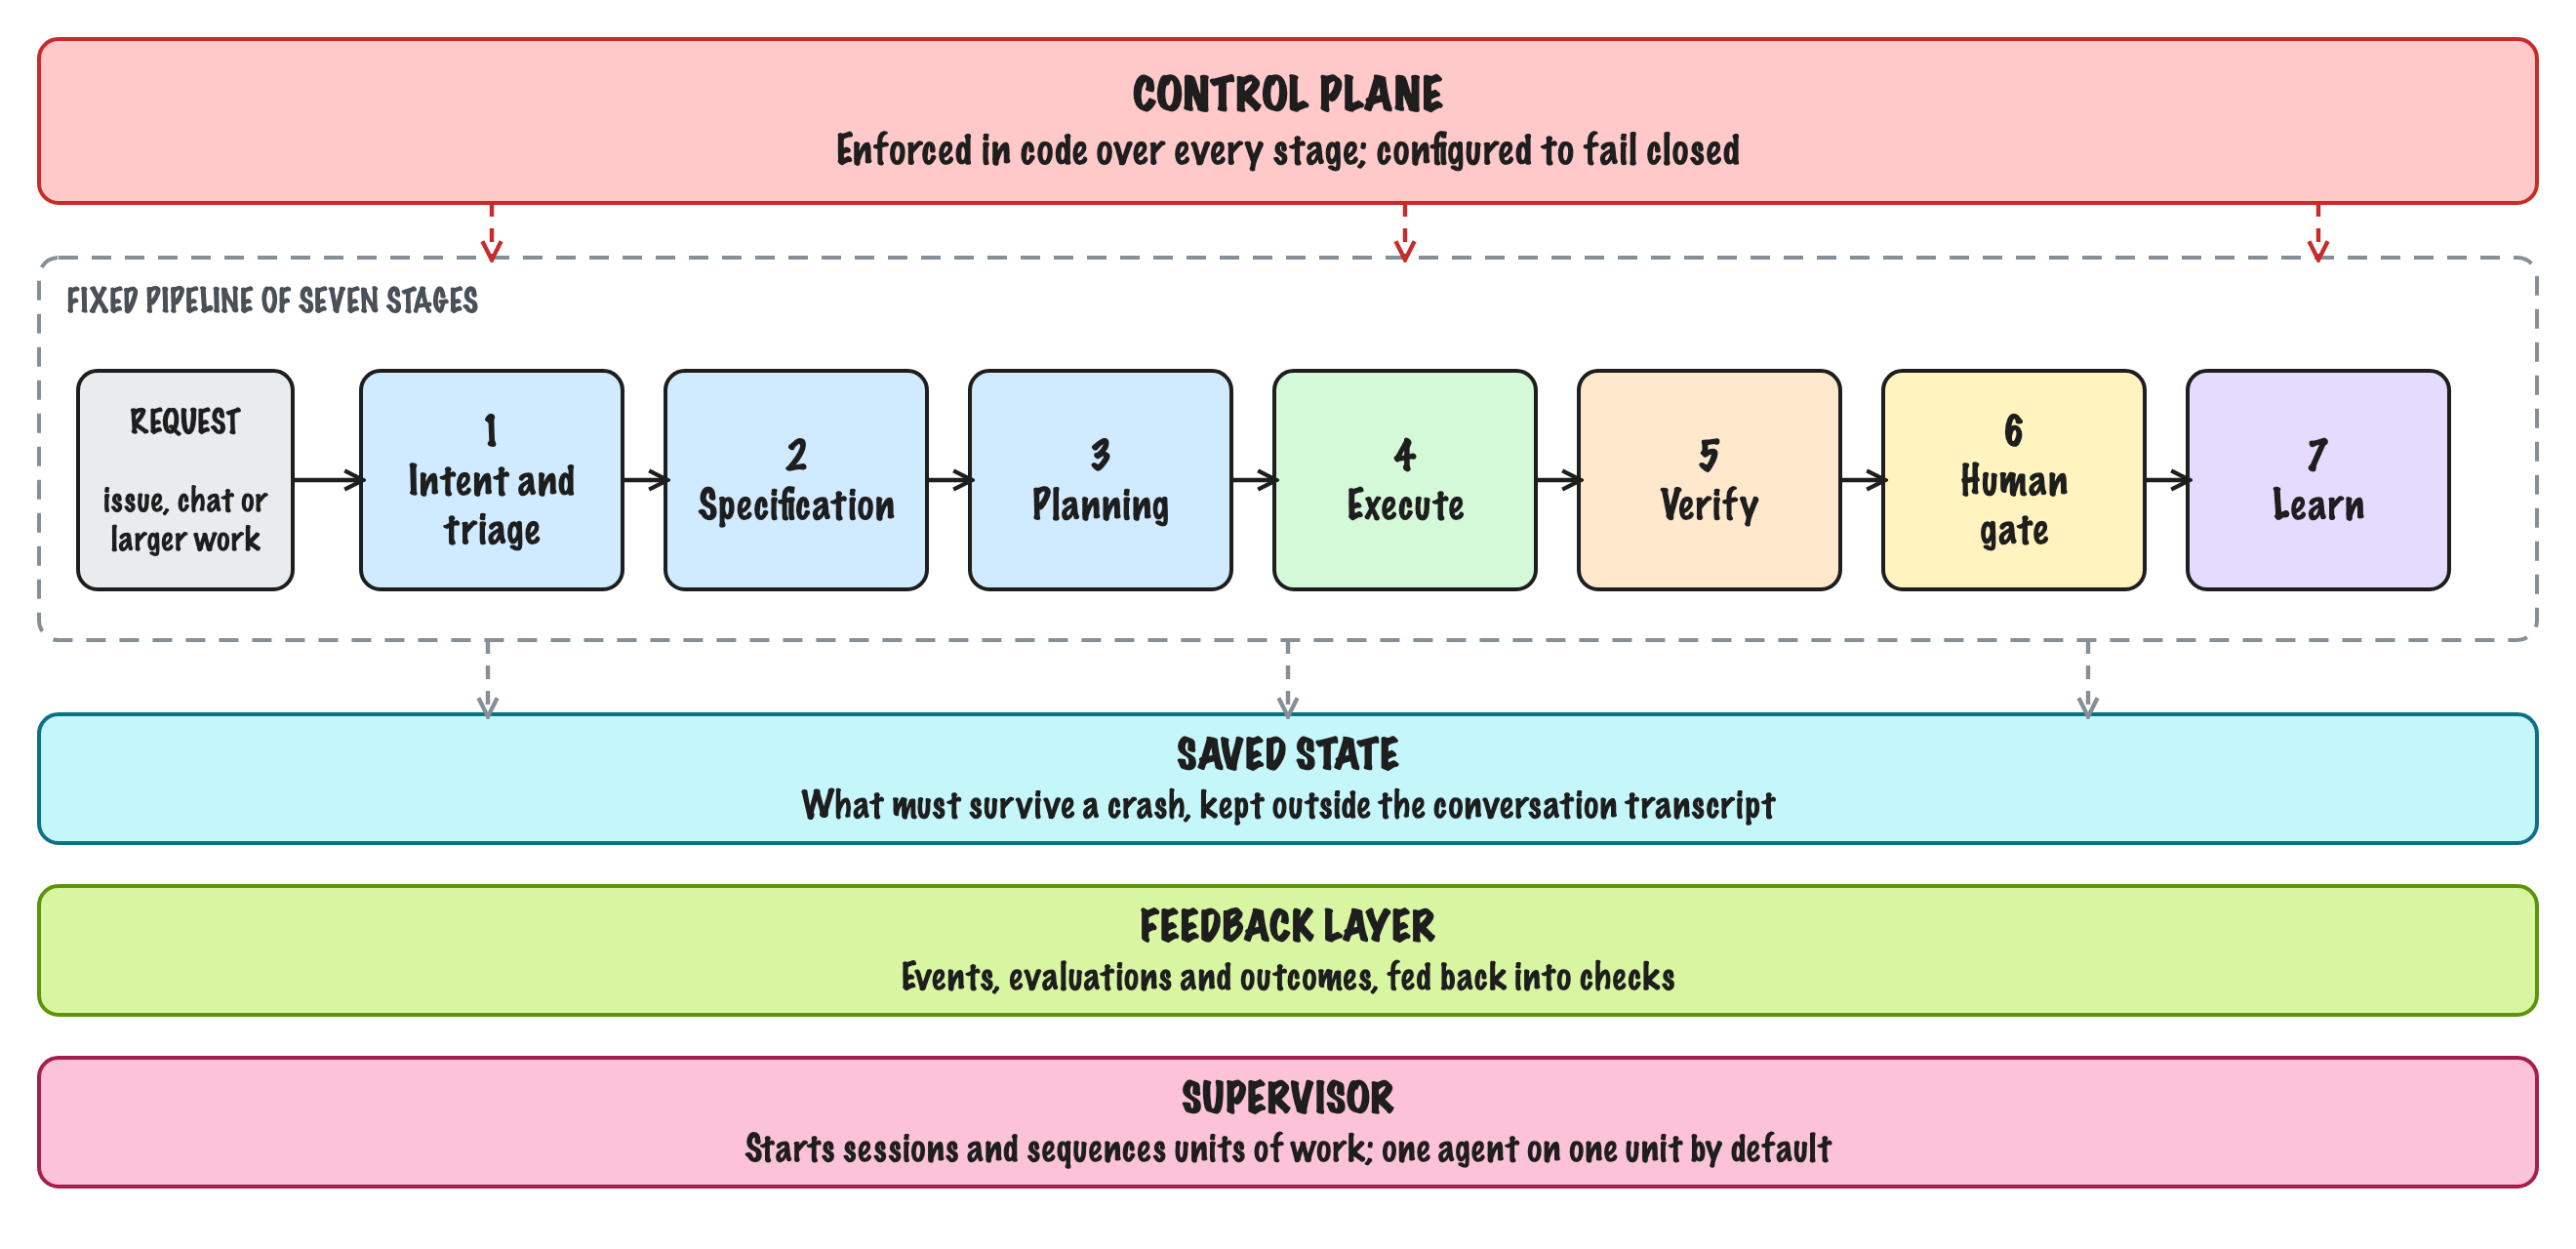 CONTROL PLANE
Enforced in code over every stage; configured to fail closed
FIXED PIPELINE OF SEVEN STAGES
REQUEST
issue, chat or
larger work
1
Intent and
triage
2
Specification
3
Planning
4
Execute
5
Verify
6
Human
gate
7
Learn
SAVED STATE
What must survive a crash, kept outside the conversation transcript
FEEDBACK LAYER
Events, evaluations and outcomes, fed back into checks
SUPERVISOR
Starts sessions and sequences units of work; one agent on one unit by default